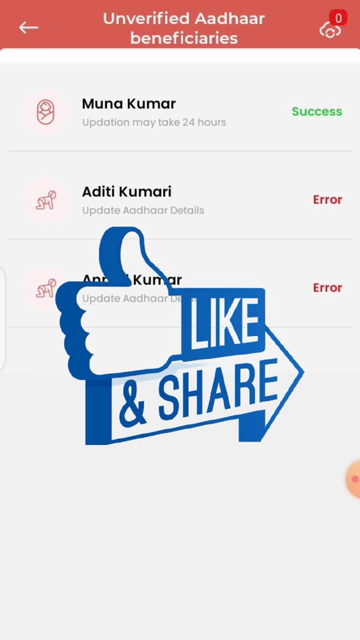 Unverified Aadhaar
beneficiaries
0
Muna Kumar
Updation may take 24 hours
Success
Aditi Kumari
Update Aadhaar Details
Error
Kumar
Update Aadhaar
Error
LIKE
& SHARE